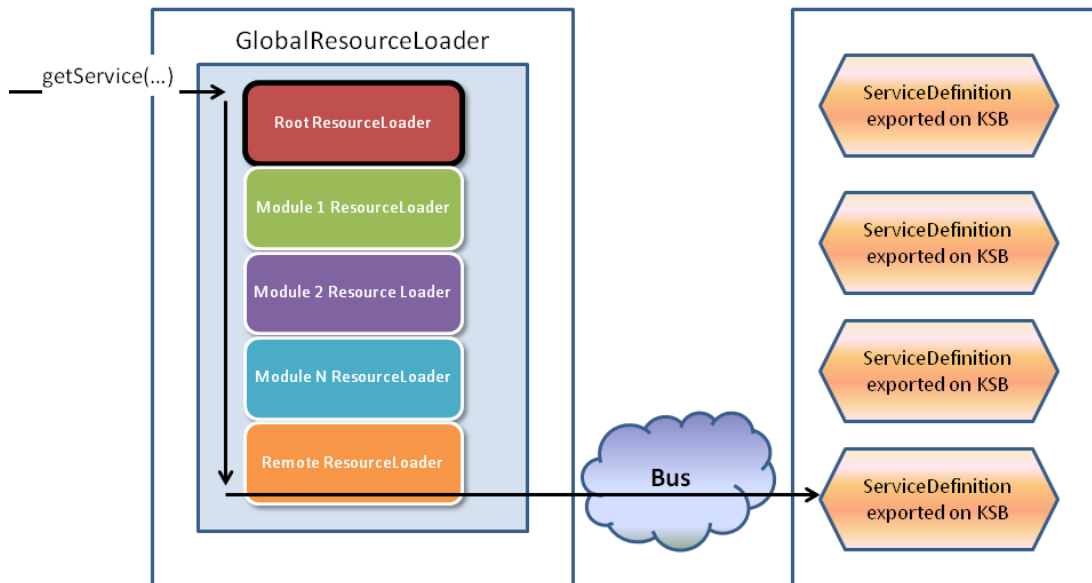 GlobalResourceLoader
getService(...)
Root ResourceLoader
Module 1 ResourceLoader
Module 2 Resource Loader
Module N ResourceLoader
Remote ResourceLoader
Bus
ServiceDefinition
exported on KSB
ServiceDefinition
exported on KSB
ServiceDefinition
exported on KSB
ServiceDefinition
exported on KSB